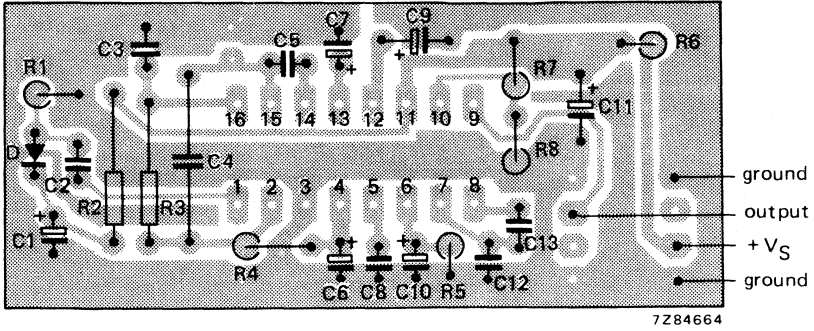 C7 C9
C3 C5 R6
R1 R7
C11
16 15 14 13 12 11 10 9
D R8
C2 C4
1 2 3 4 5 6 7 8 ground
R2 R3 output
C1 C13 + VS
R4 R5
C6 C8 C10 C12 ground
7Z84664